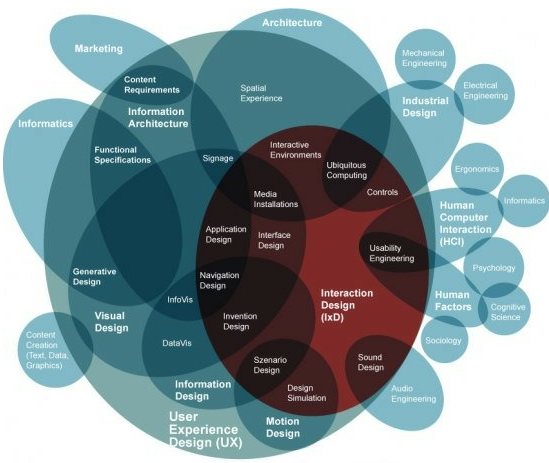 Architecture
Marketing
Mechanical
Engineering
Content
Requirements
Electrical
Engineering
Spatial
Experience
Industrial
Design
Information
Architecture
Informatics
Interactive
Environments
Functional
Specifications
Signage
Ubiquitous
Computing
Ergonomics
Controls
Media
Installations
Human
Computer
Interaction
(HCI)
Informatics
Application
Design
Interface
Design
Usability
Engineering
Psychology
Generative
Design
Navigation
Design
InfoVis
Interaction
Design
(IxD)
Human
Factors
Cognitive
Science
Visual
Design
Invention
Design
Content
Creation
(Text, Data,
Graphics)
DataVis
Sociology
Szenario
Design
Sound
Design
Information
Design
Design
Simulation
Audio
Engineering
User
Experience
Design (UX)
Motion
Design